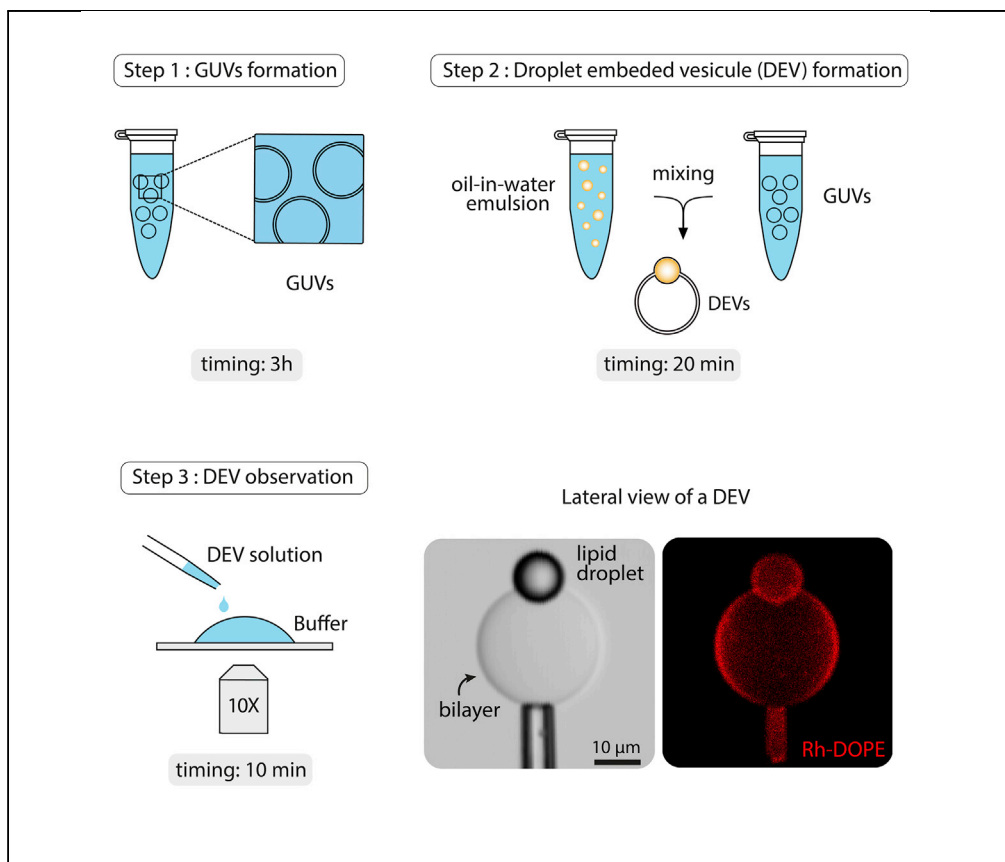 Step 1 : GUVs formation
GUVs
timing: 3h
Step 2 : Droplet embeded vesicule (DEV) formation
oil-in-water
emulsion
mixing
GUVs
DEVs
timing: 20 min
Step 3 : DEV observation
DEV solution
Buffer
10X
timing: 10 min
Lateral view of a DEV
lipid
droplet
bilayer
10 µm
Rh-DOPE